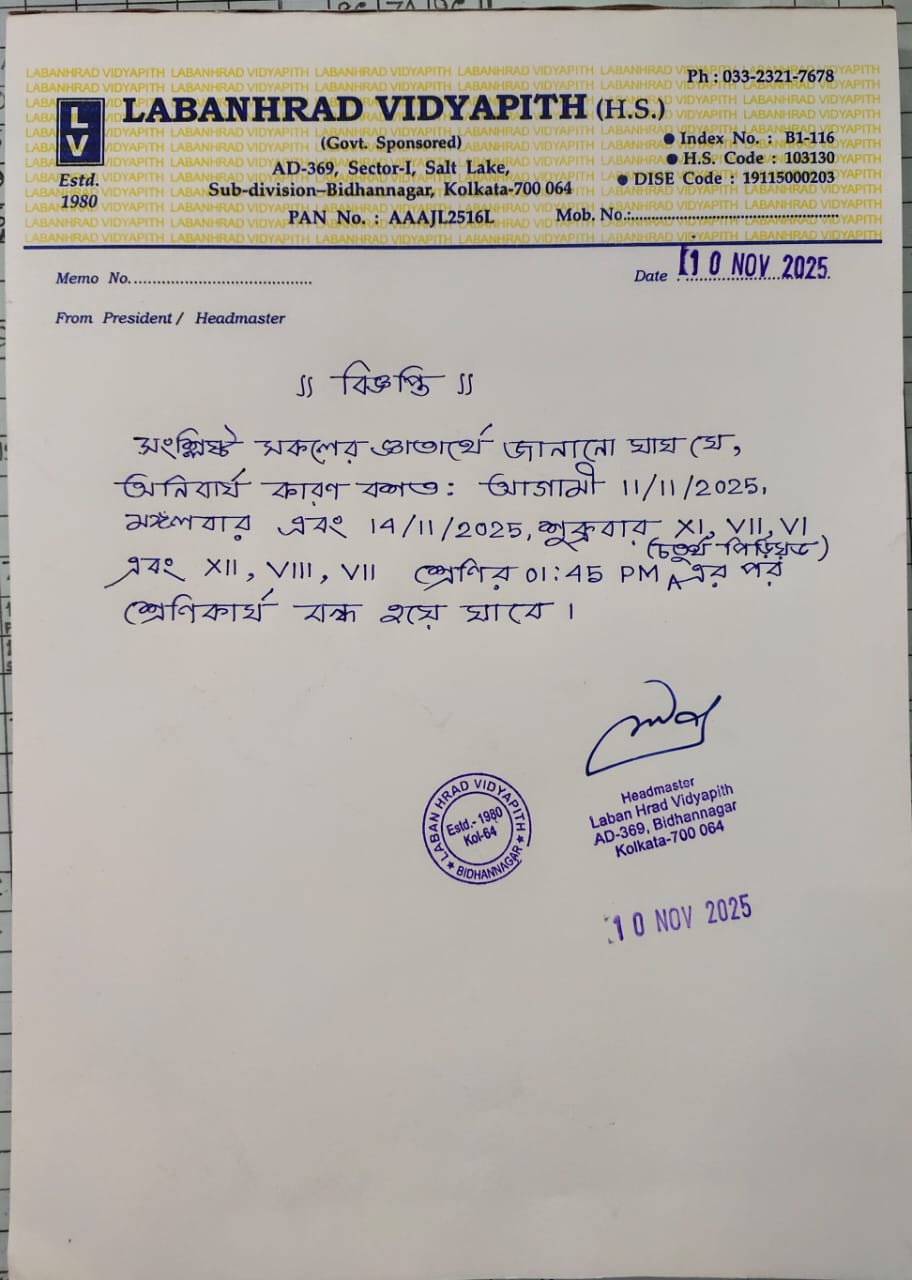 Ph : 033-2321-7678
LV
LABANHRAD VIDYAPITH (H.S.)
(Govt. Sponsored)
Index No. : B1-116
AD-369, Sector-I, Salt Lake,
H.S. Code : 103130
Estd.
1980
Sub-division–Bidhannagar, Kolkata-700 064
DISE Code : 19115000203
PAN No. : AAAJL2516L
Mob. No.:
Memo No.
Date 10 NOV 2025
From President / Headmaster
॥ বিজ্ঞপ্তি ॥
সংশ্লিষ্ট সকলের জ্ঞাতার্থে জানানো যায় যে,
অনিবার্য কারণ বশত: আগামী 11/11/2025,
মঙ্গলবার এবং 14/11/2025, শুক্রবার XI, VII, VI
(চতুর্থ পিড়িয়ড)
এবং XII, VIII, VII শ্রেণির 01:45 PM এর পর
শ্রেণিকার্য বন্ধ হয়ে যাবে।
LABAN HRAD VIDYAPITH
Estd.- 1980
Kol-64
BIDHANNAGAR
Headmaster
Laban Hrad Vidyapith
AD-369, Bidhannagar
Kolkata-700 064
10 NOV 2025